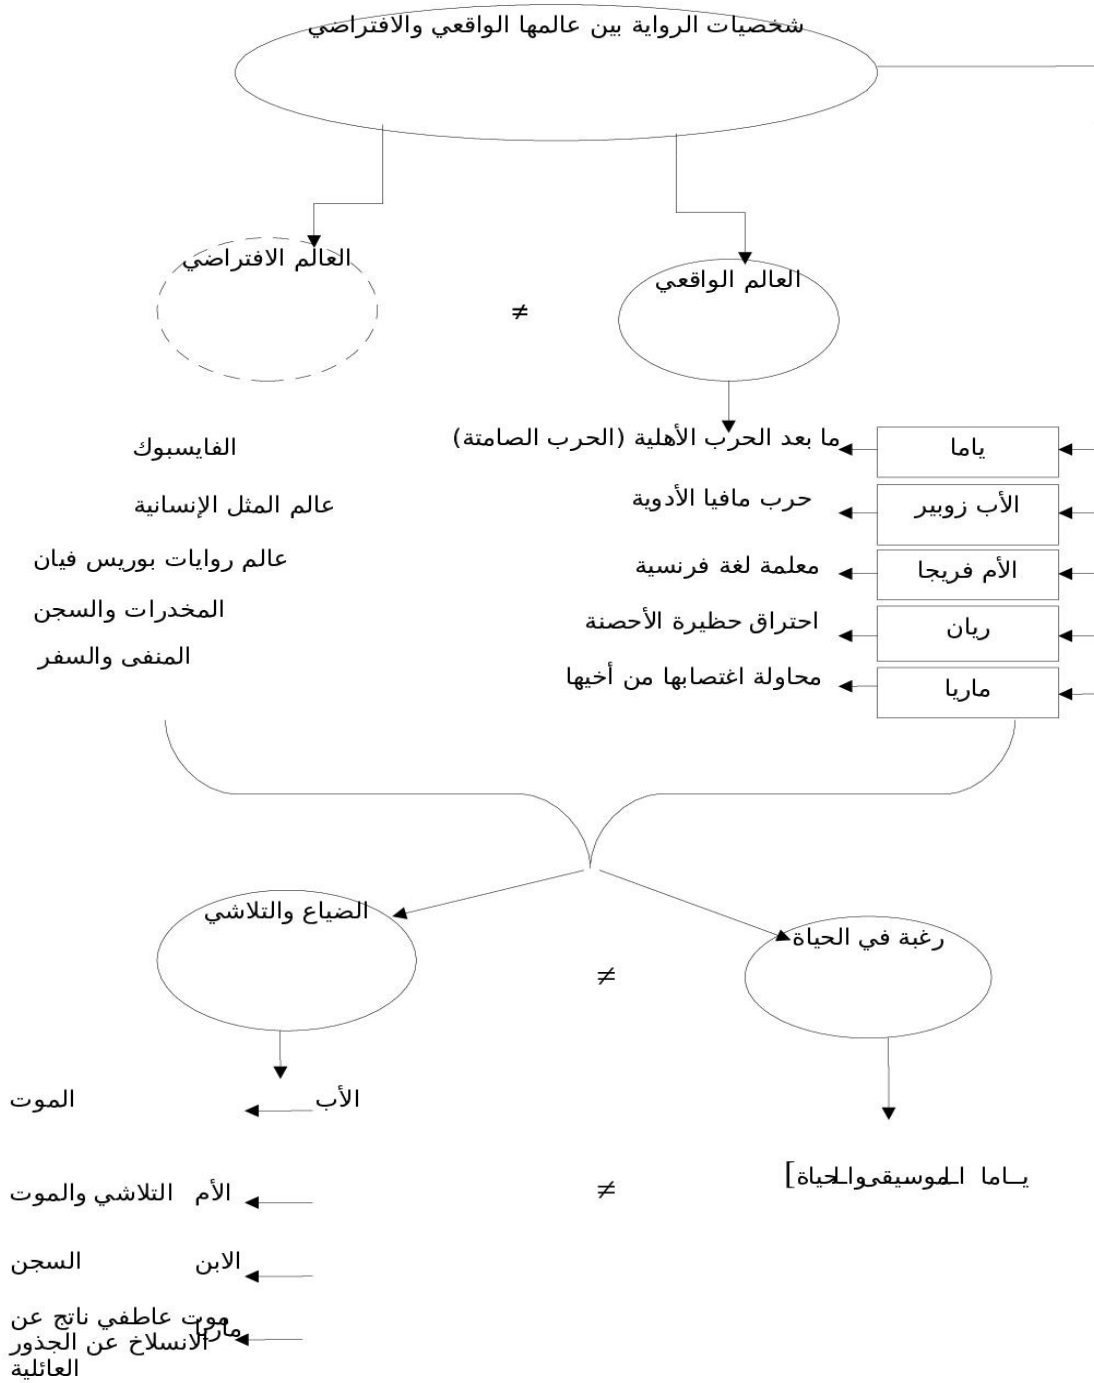 شخصيات الرواية بين عالمها الواقعي والافتراضي
العالم الواقعي
≠
العالم الافتراضي
ياما
ما بعد الحرب الأهلية (الحرب الصامتة)
الفايسبوك
الأب زوبير
حرب مافيا الأدوية
عالم المثل الإنسانية
الأم فريجا
معلمة لغة فرنسية
عالم روايات بوريس فيان
ريان
احتراق حظيرة الأحصنة
المخدرات والسجن
ماريا
محاولة اغتصابها من أخيها
المنفى والسفر
رغبة في الحياة
≠
الضياع والتلاشي
الأب
الموت
ياما الموسيقى والحياة]
≠
الأم
التلاشي والموت
الابن
السجن
ماريا
موت عاطفي ناتج عن
الانسلاخ عن الجذور
العائلية